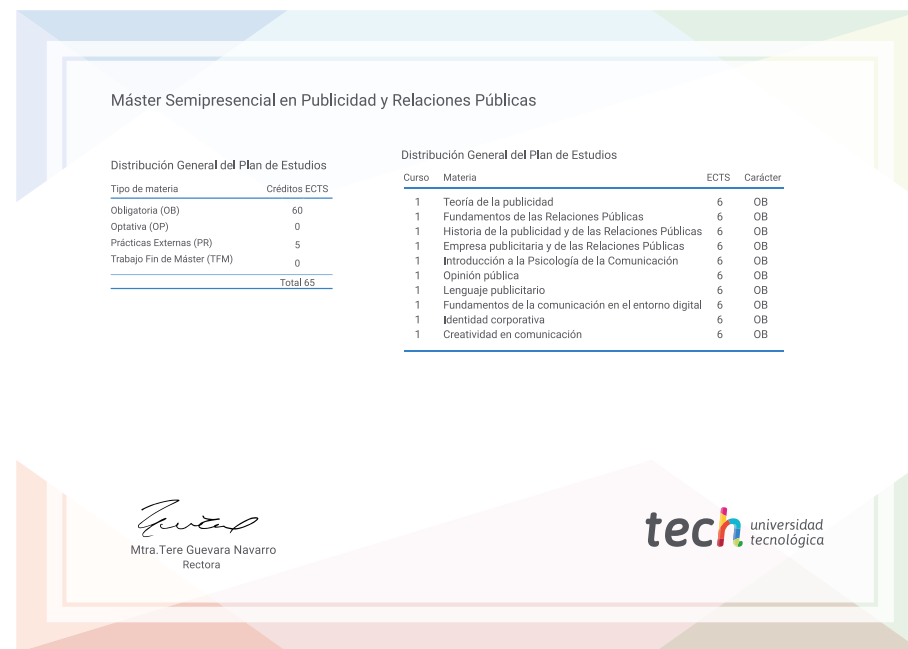 Máster Semipresencial en Publicidad y Relaciones Públicas
Distribución General del Plan de Estudios
Tipo de materia Créditos ECTS
Obligatoria (OB) 60
Optativa (OP) 0
Prácticas Externas (PR) 5
Trabajo Fin de Máster (TFM) 0
Total 65
Distribución General del Plan de Estudios
Curso Materia ECTS Carácter
1 Teoría de la publicidad 6 OB
1 Fundamentos de las Relaciones Públicas 6 OB
1 Historia de la publicidad y de las Relaciones Públicas 6 OB
1 Empresa publicitaria y de las Relaciones Públicas 6 OB
1 Introducción a la Psicología de la Comunicación 6 OB
1 Opinión pública 6 OB
1 Lenguaje publicitario 6 OB
1 Fundamentos de la comunicación en el entorno digital 6 OB
1 Identidad corporativa 6 OB
1 Creatividad en comunicación 6 OB
Mtra.Tere Guevara Navarro
Rectora
tech universidad
tecnológica